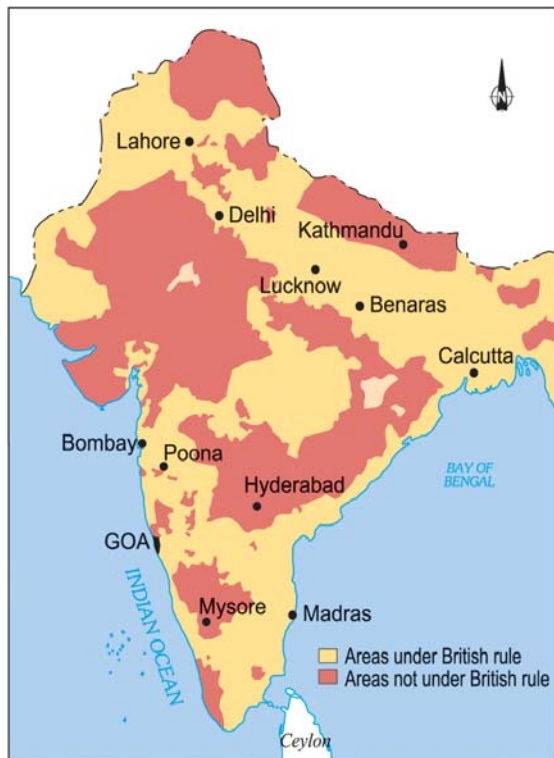 N
Lahore
Delhi
Kathmandu
Lucknow
Benaras
Calcutta
Bombay
Poona
BAY OF
BENGAL
Hyderabad
GOA
INDIAN OCEAN
Mysore
Madras
Areas under British rule
Areas not under British rule
Ceylon